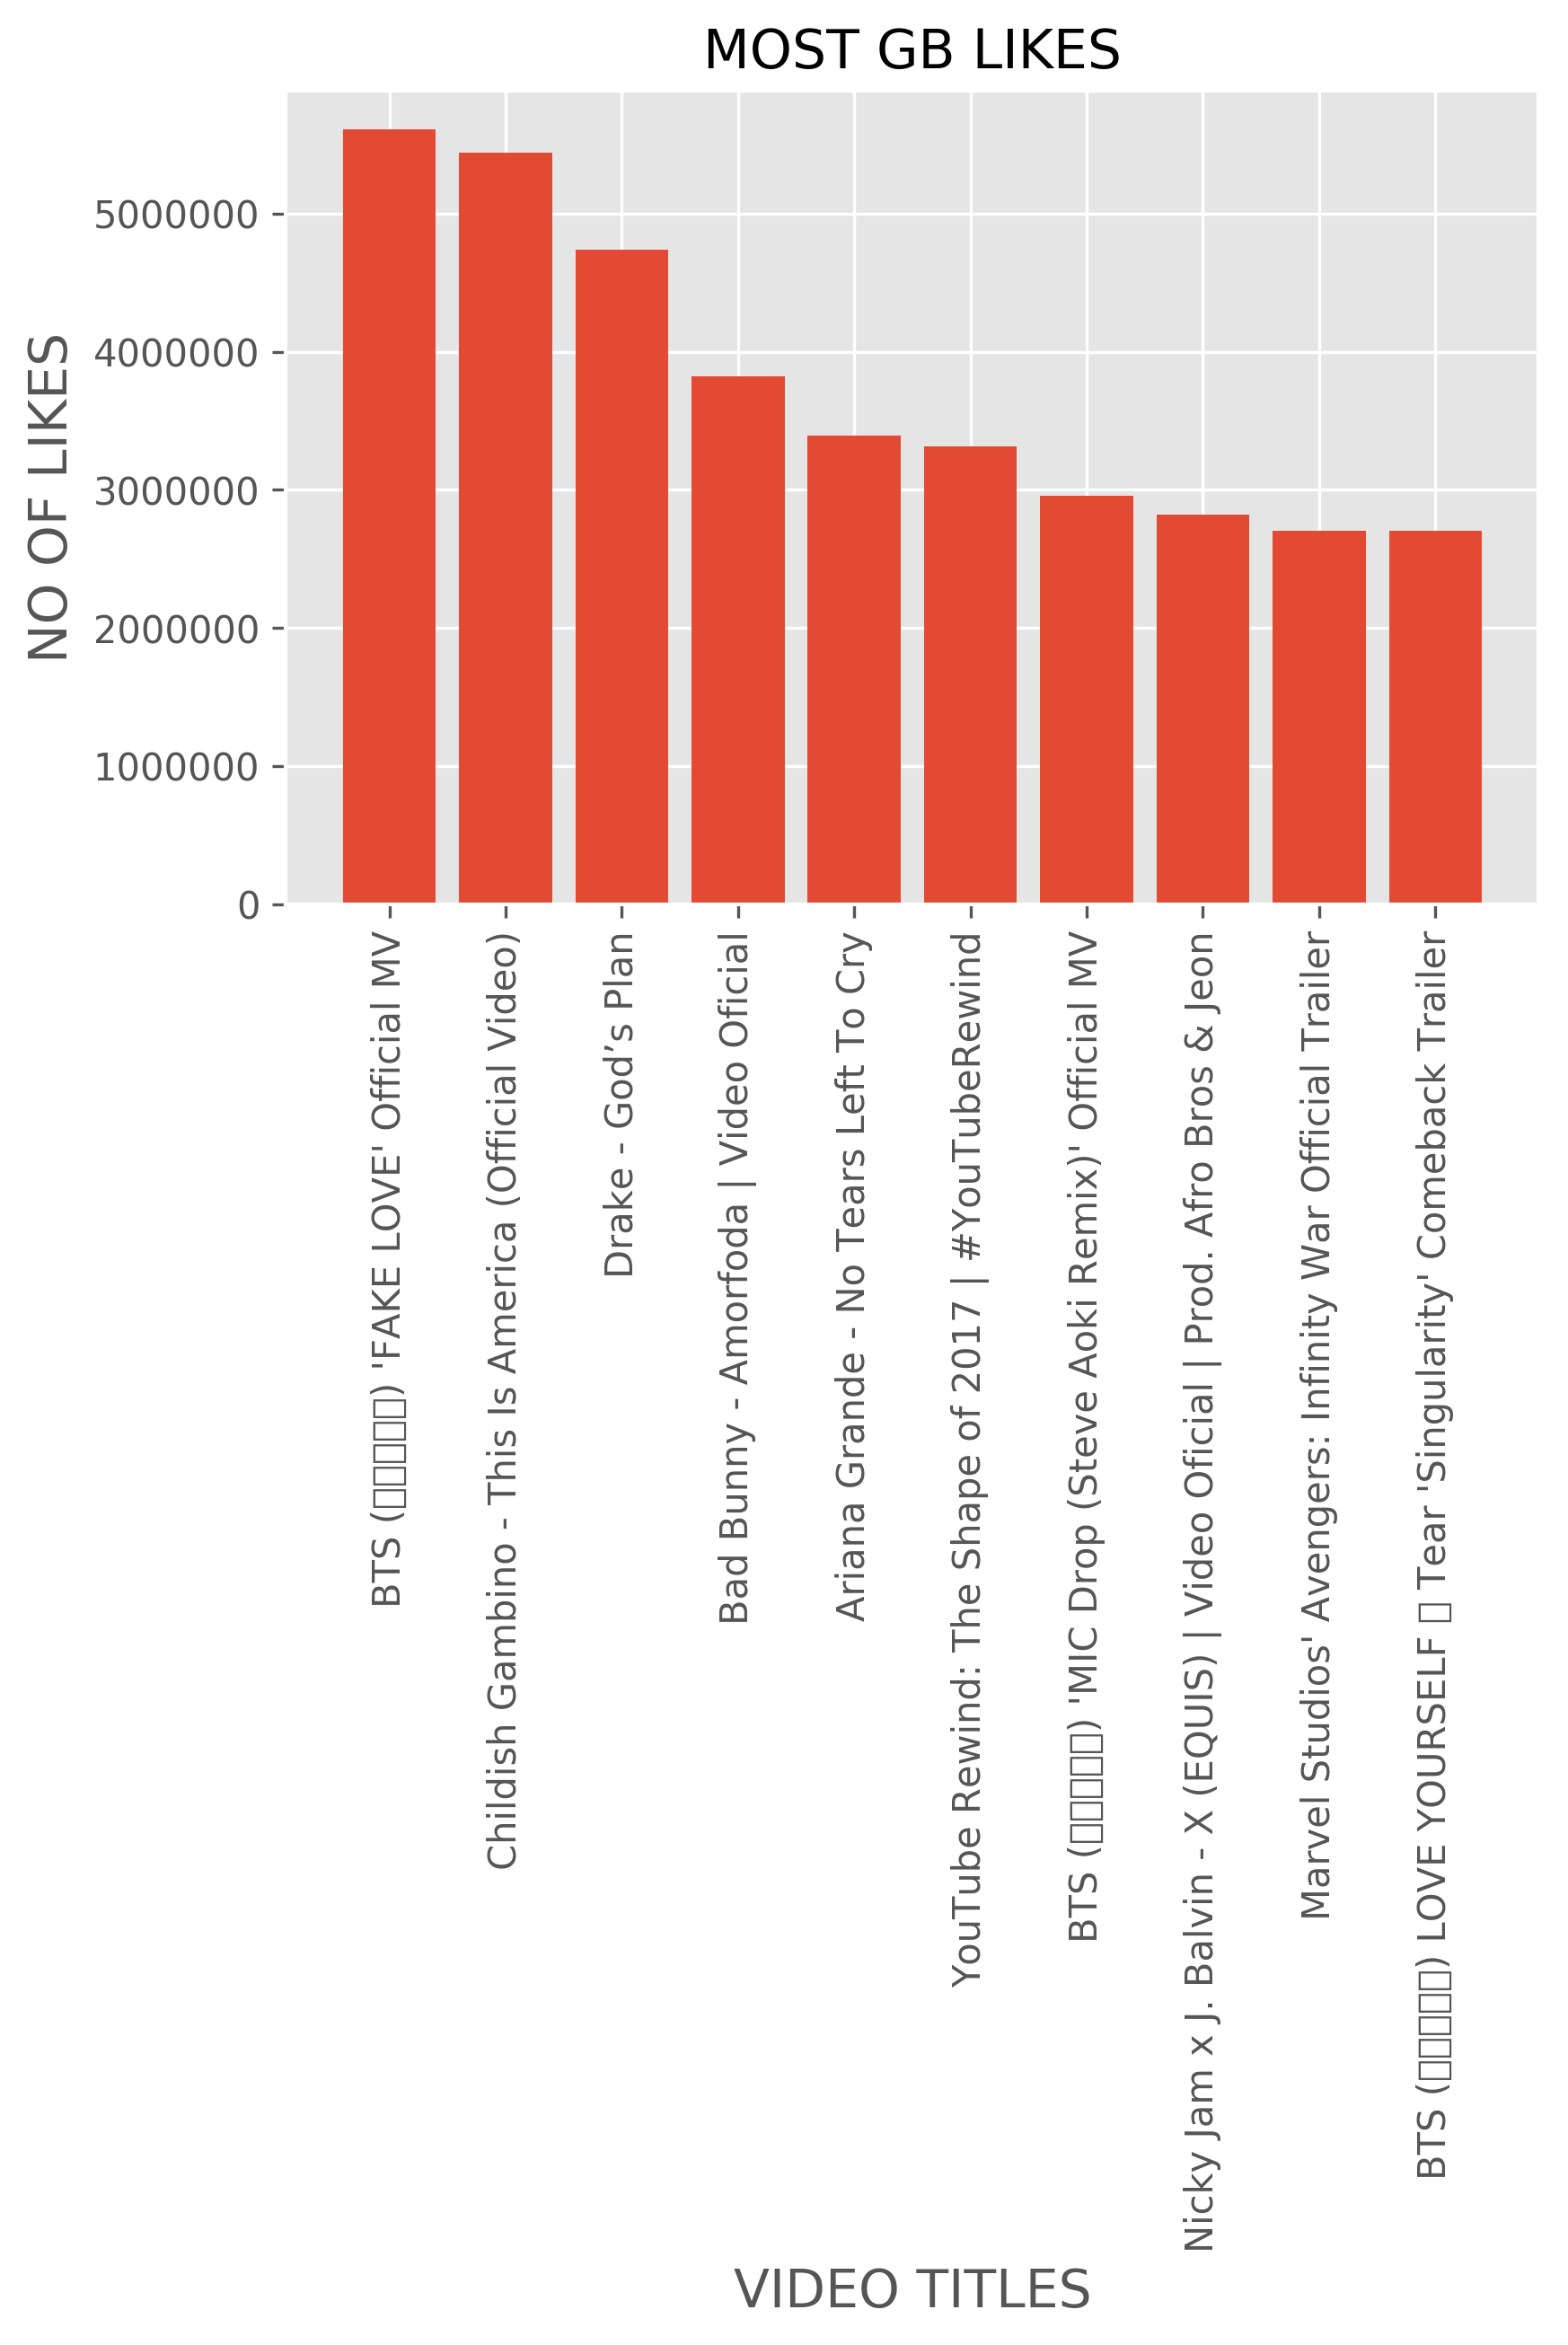 MOST GB LIKES
NO OF LIKES
5000000
4000000
3000000
2000000
1000000
0
BTS (□□□□□) 'FAKE LOVE' Official MV
Childish Gambino - This Is America (Official Video)
Drake - God’s Plan
Bad Bunny - Amorfoda | Video Oficial
Ariana Grande - No Tears Left To Cry
YouTube Rewind: The Shape of 2017 | #YouTubeRewind
BTS (□□□□□) 'MIC Drop (Steve Aoki Remix)' Official MV
Nicky Jam x J. Balvin - X (EQUIS) | Video Oficial | Prod. Afro Bros & Jeon
Marvel Studios' Avengers: Infinity War Official Trailer
BTS (□□□□□) LOVE YOURSELF □ Tear 'Singularity' Comeback Trailer
VIDEO TITLES